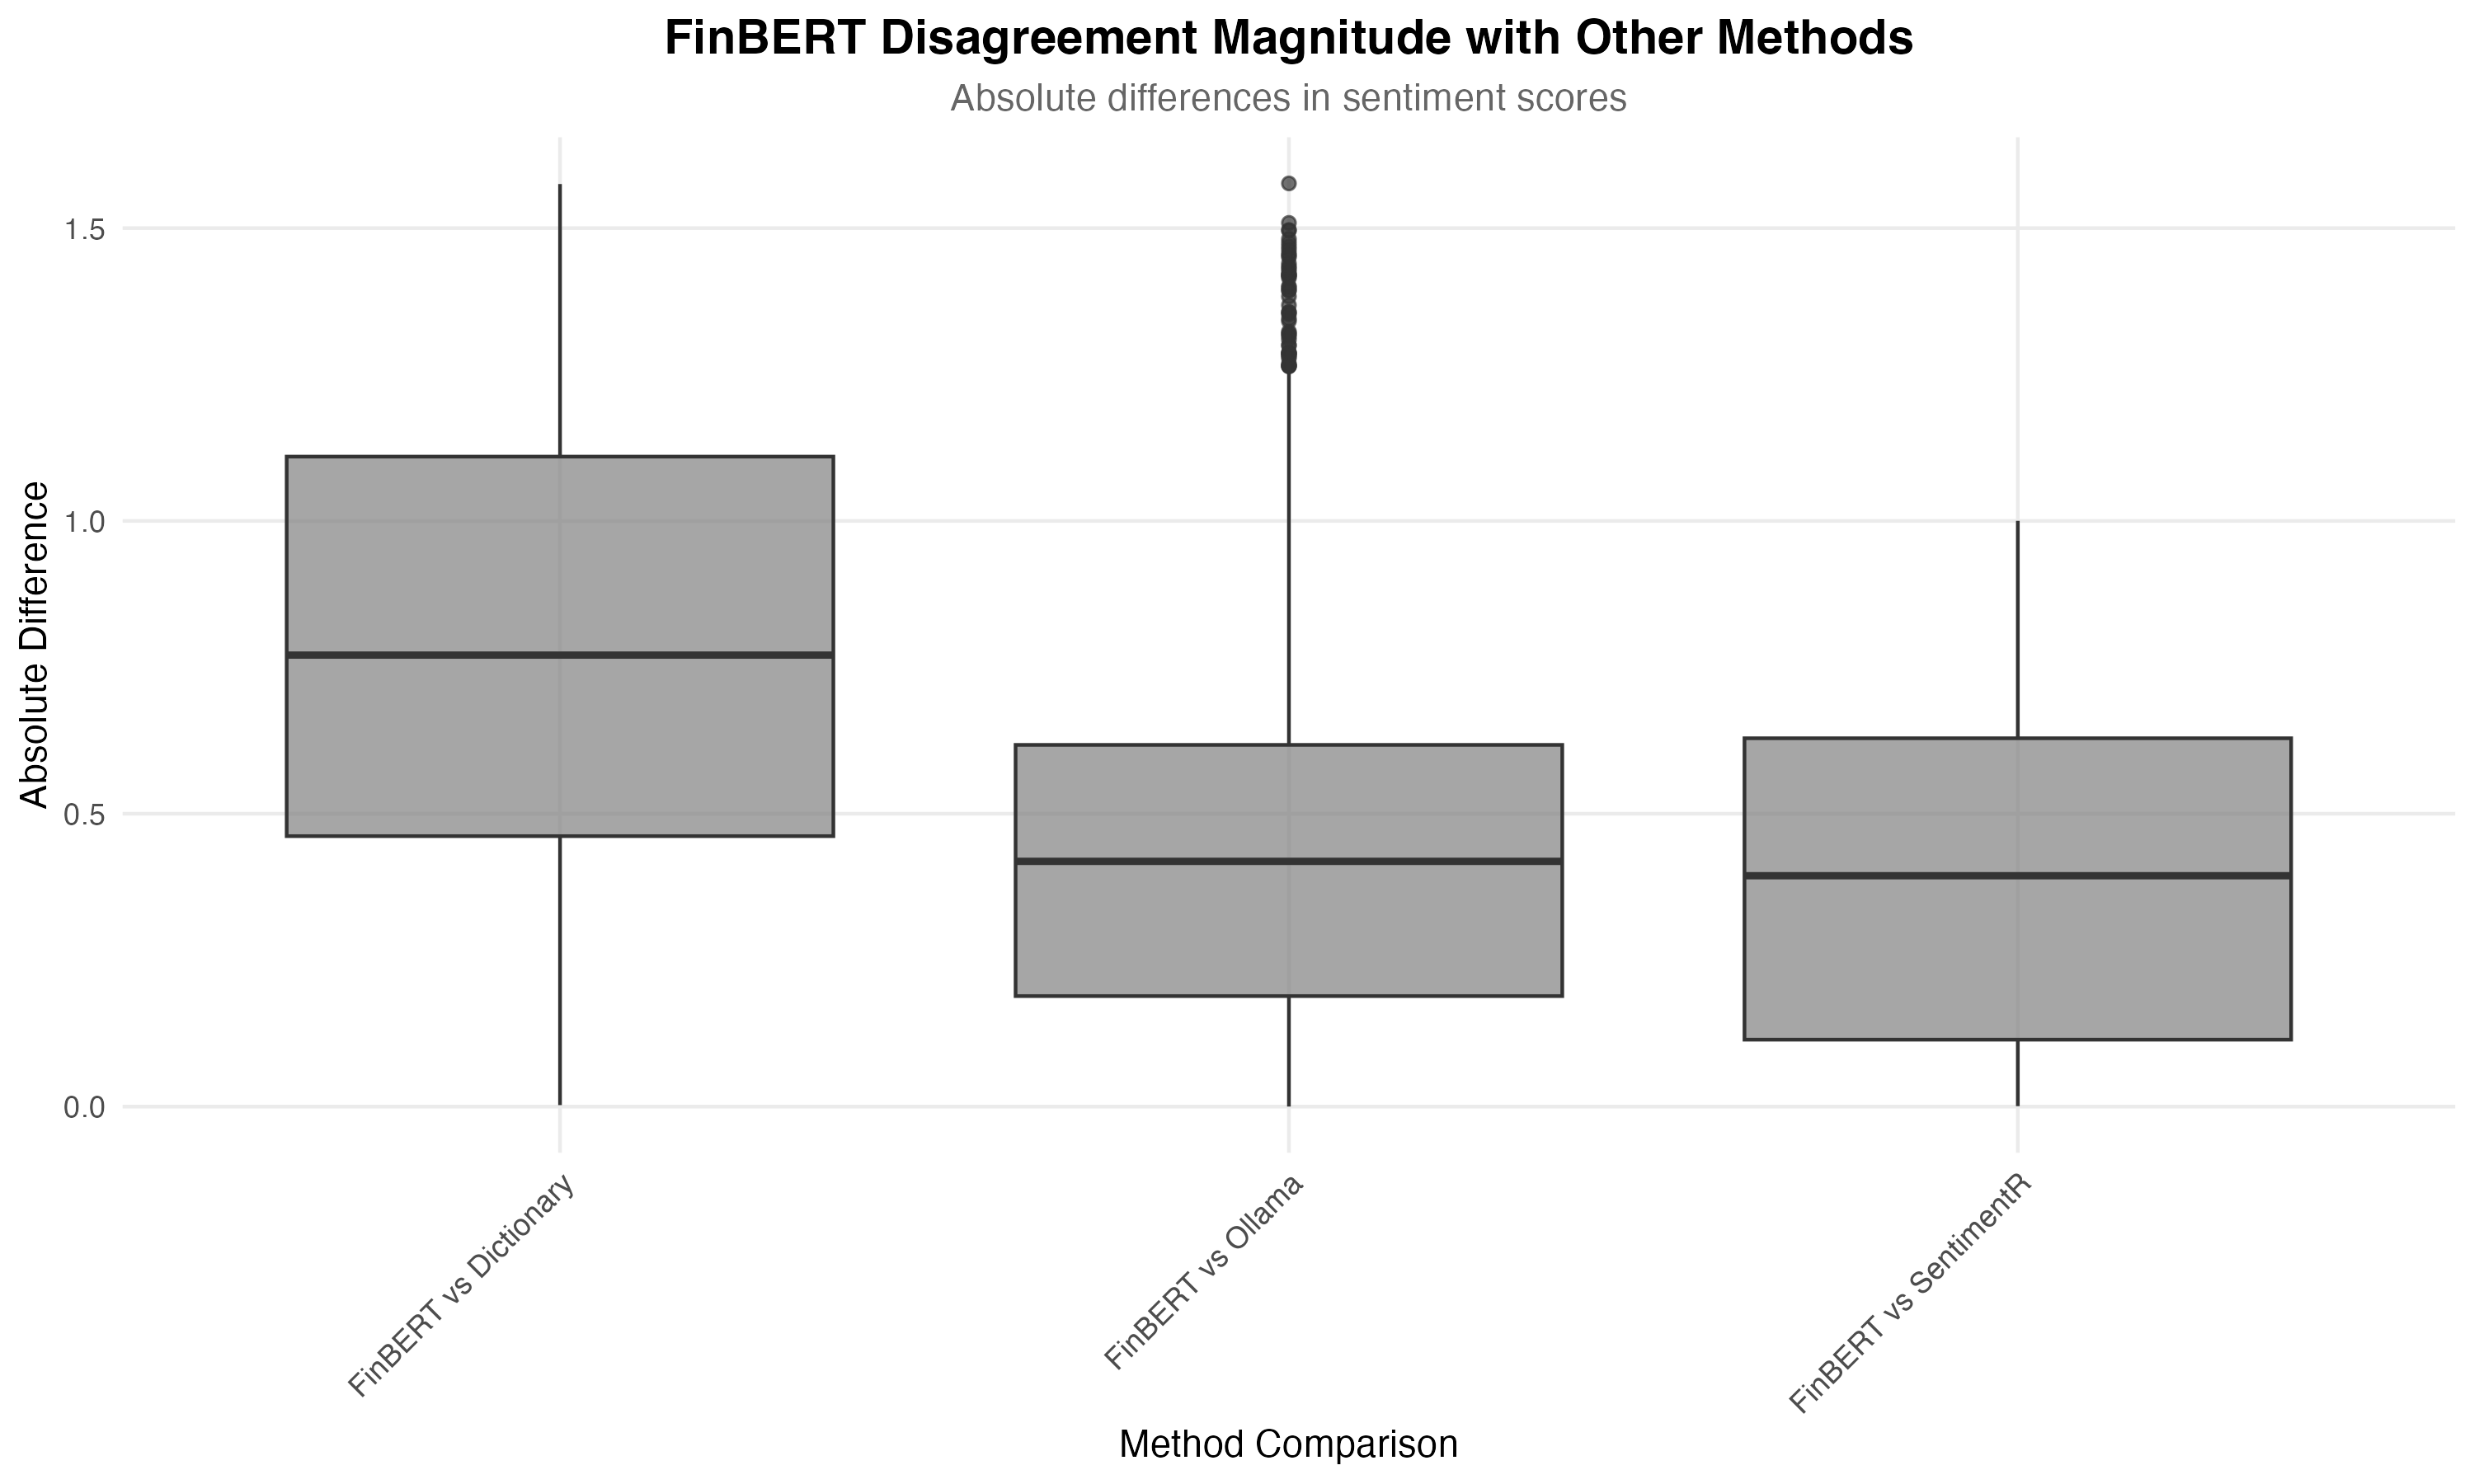 FinBERT Disagreement Magnitude with Other Methods
Absolute differences in sentiment scores
Absolute Difference
1.5
1.0
0.5
0.0
FinBERT vs Dictionary
FinBERT vs Ollama
FinBERT vs SentimentR
Method Comparison